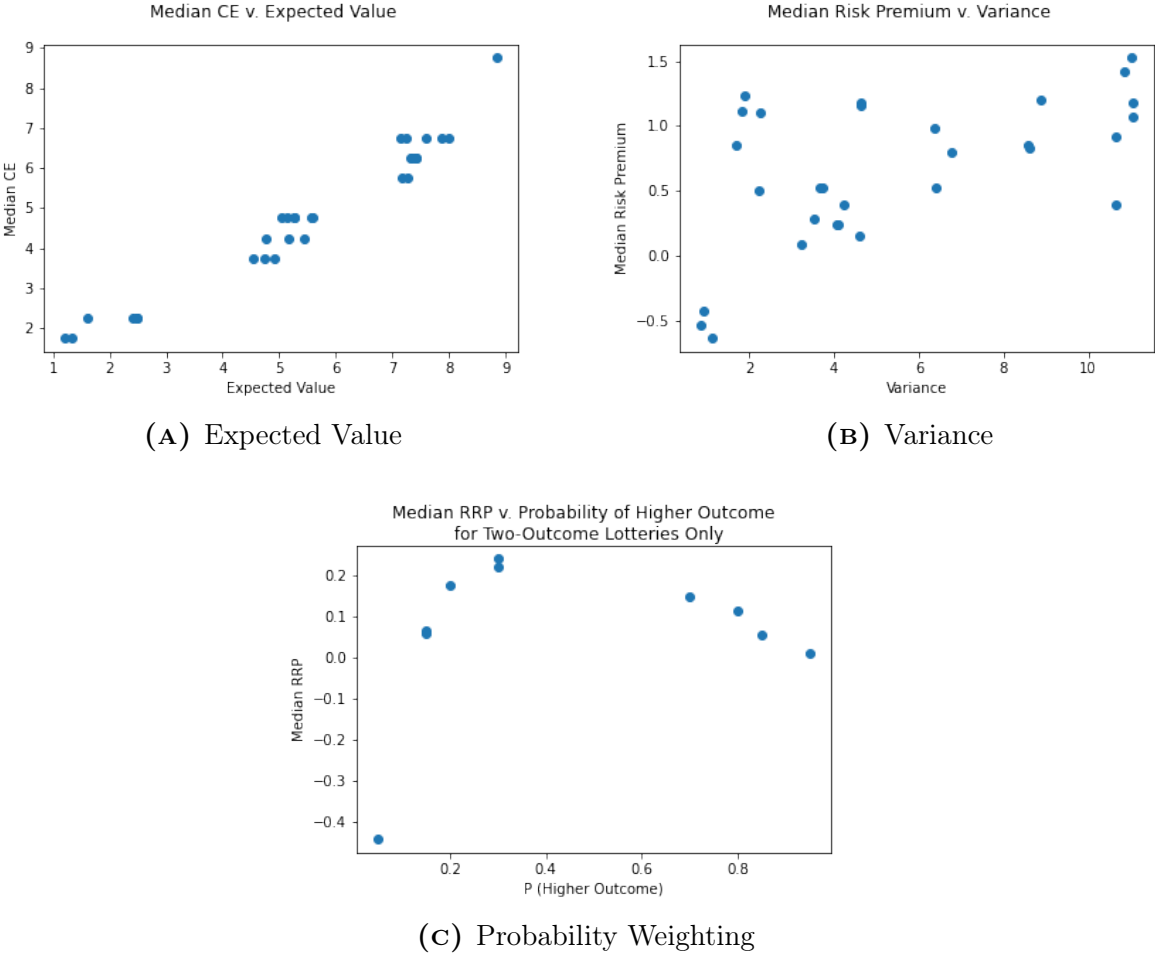 Median CE v. Expected Value
9
8
7
6
5
4
3
2
Median CE
1 2 3 4 5 6 7 8 9
Expected Value
(A) Expected Value
Median Risk Premium v. Variance
1.5
1.0
0.5
0.0
−0.5
Median Risk Premium
2 4 6 8 10
Variance
(B) Variance
Median RRP v. Probability of Higher Outcome
for Two-Outcome Lotteries Only
0.2
0.1
0.0
−0.1
−0.2
−0.3
−0.4
Median RRP
0.2 0.4 0.6 0.8
P (Higher Outcome)
(C) Probability Weighting